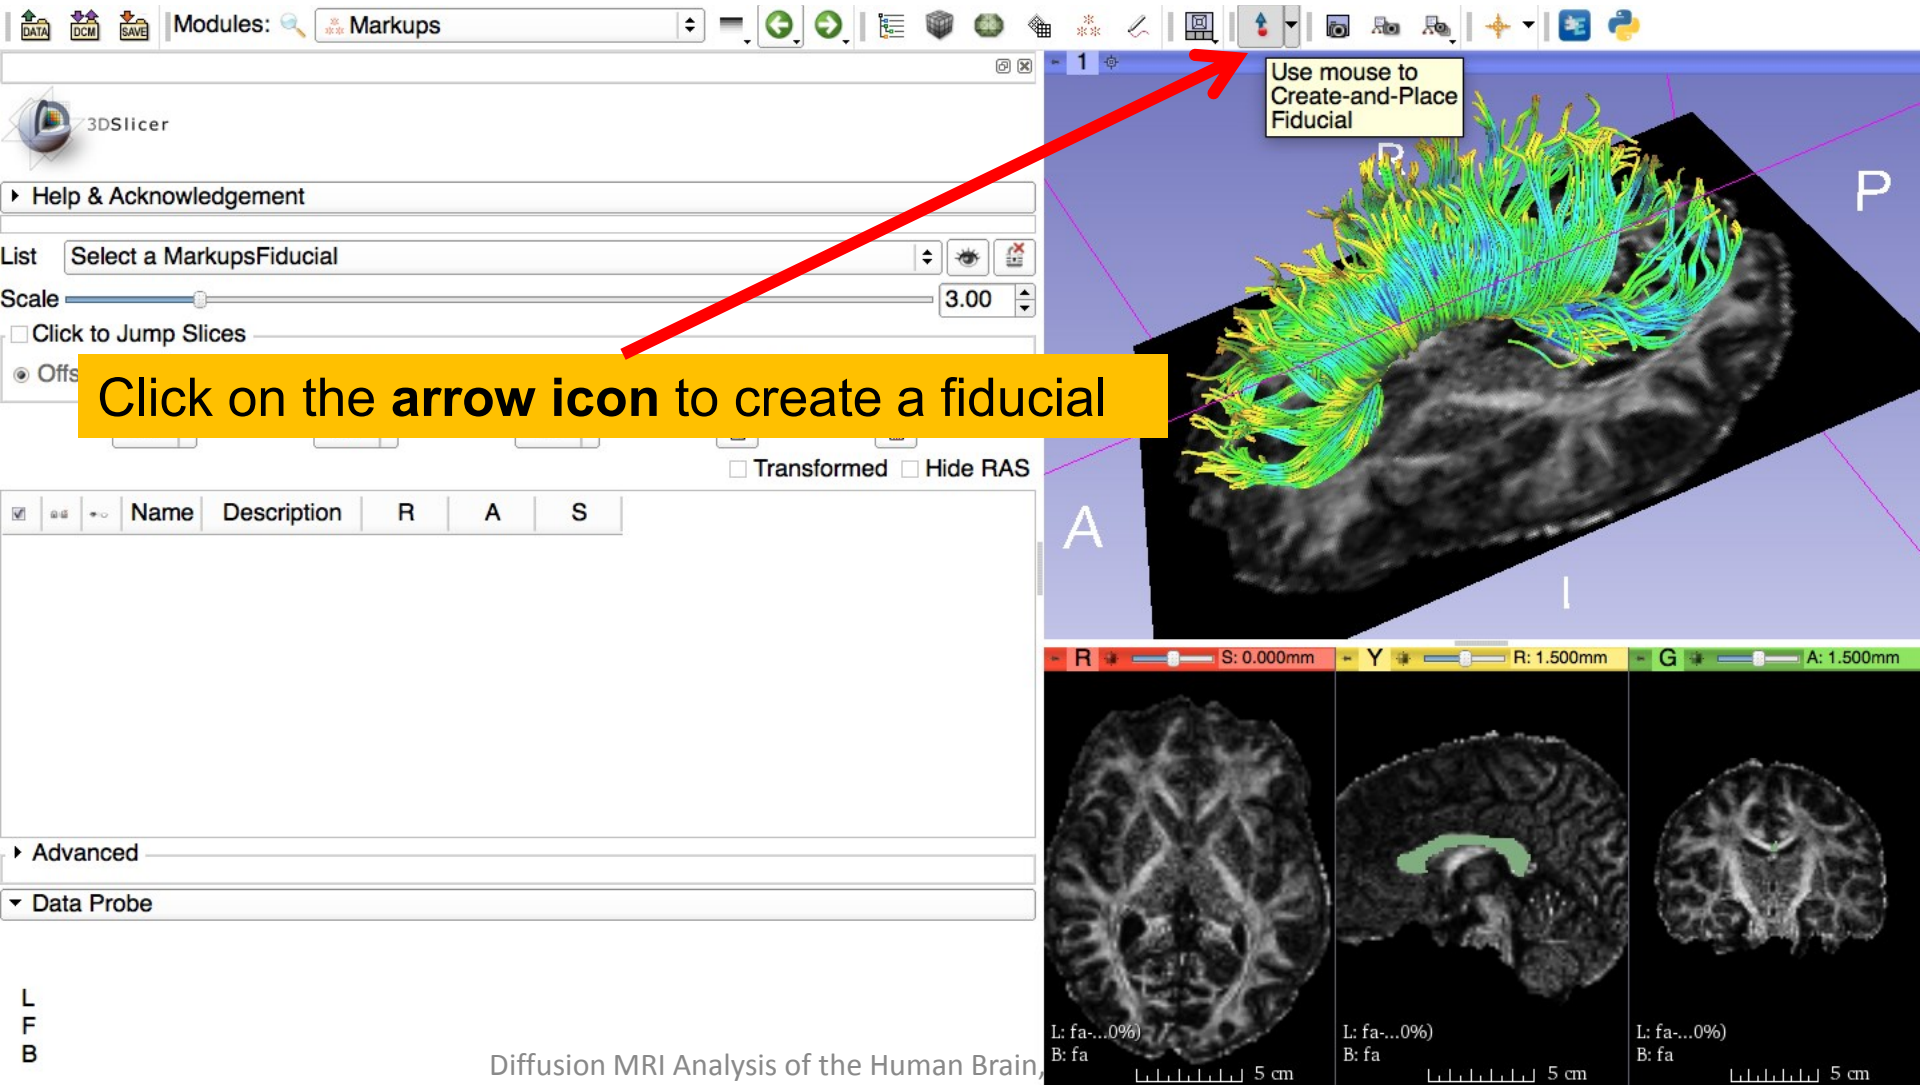 DATA DCM SAVE Modules: Markups
1
Use mouse to
Create-and-Place
Fiducial
3DSlicer
Help & Acknowledgement
List Select a MarkupsFiducial
Scale 3.00
Click to Jump Slices
Offs
Click on the arrow icon to create a fiducial
Transformed Hide RAS
Name Description R A S
R
P
A
I
R S: 0.000mm
Y R: 1.500mm
G A: 1.500mm
Advanced
Data Probe
L
F
B
L: fa-...0%)
B: fa
5 cm
L: fa-...0%)
B: fa
5 cm
L: fa-...0%)
B: fa
5 cm
Diffusion MRI Analysis of the Human Brain,